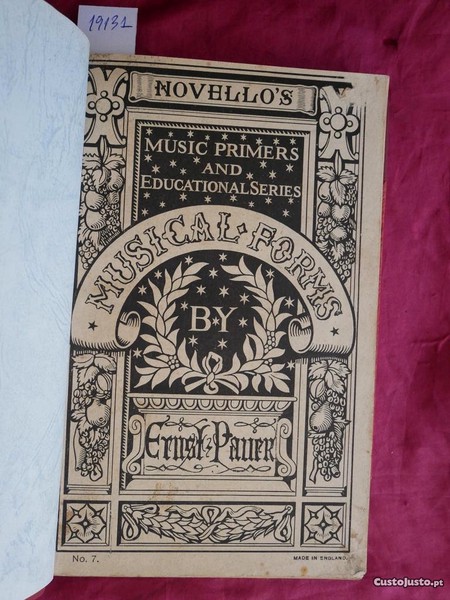 19131
NOVELLO'S
MUSIC PRIMERS
AND
EDUCATIONAL SERIES
MUSICAL FORMS
BY
Ernst Pauer
No. 7.
MADE IN ENGLAND.
CustoJusto.pt